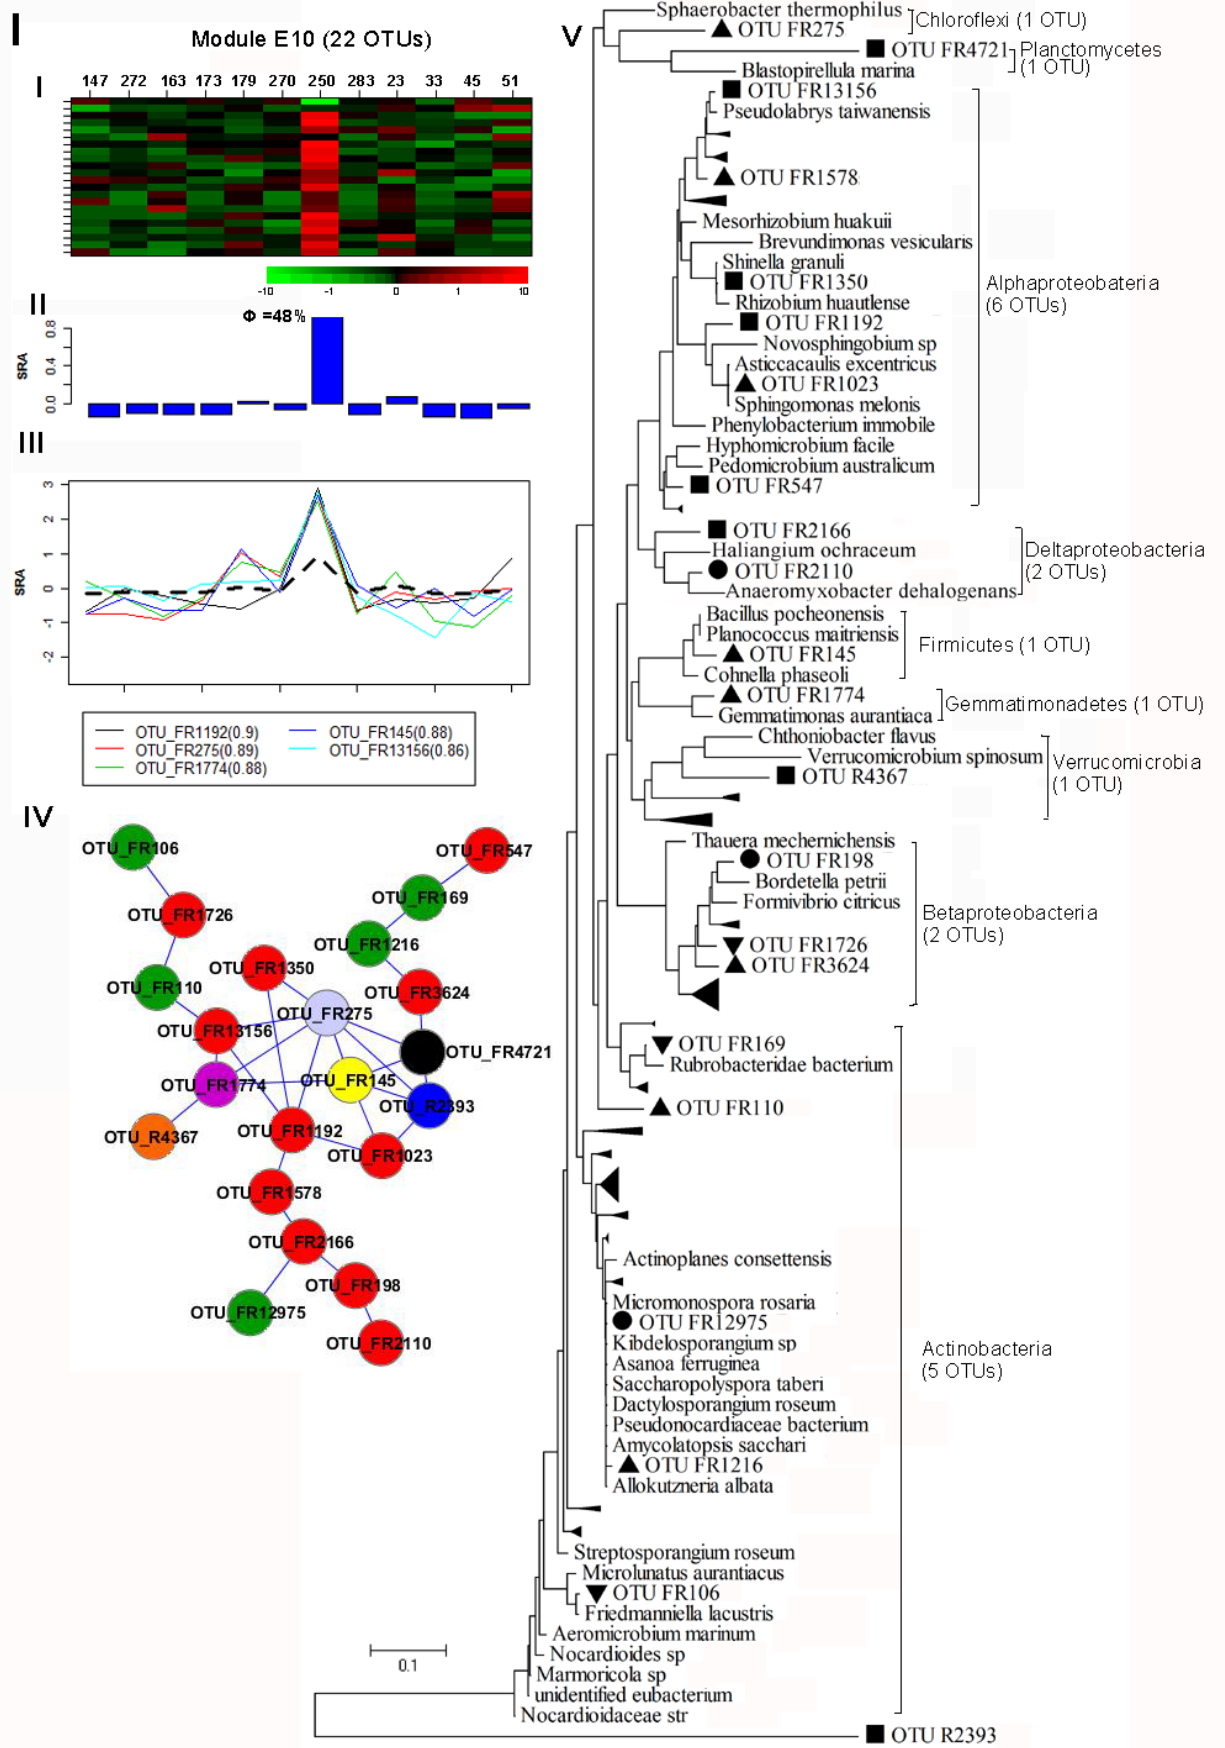 I
Module E10 (22 OTUs)
I
147 272 163 173 179 270 250 283 23 33 45 51
-10 -1 0 1 10
II
Φ =48%
SRA
0.8
0.4
0.0
III
SRA
3
2
1
0
-1
-2
OTU_FR1192(0.9)
OTU_FR275(0.89)
OTU_FR1774(0.88)
OTU_FR145(0.88)
OTU_FR13156(0.86)
IV
OTU_FR106
OTU_FR547
OTU_FR169
OTU_FR1726
OTU_FR1216
OTU_FR1350
OTU_FR110
OTU_FR3624
OTU_FR275
OTU_FR13156
OTU_FR4721
OTU_FR145
OTU_FR1774
OTU_R2393
OTU_R4367
OTU_FR1192
OTU_FR1023
OTU_FR1578
OTU_FR2166
OTU_FR198
OTU_FR12975
OTU_FR2110
V
Sphaerobacter thermophilus
OTU FR275
Chloroflexi (1 OTU)
OTU FR4721
Blastopirellula marina
Planctomycetes
(1 OTU)
OTU FR13156
Pseudolabrys taiwanensis
OTU FR1578
Mesorhizobium huakuii
Brevundimonas vesicularis
Shinella granuli
OTU FR1350
Rhizobium huautlense
OTU FR1192
Novosphingobium sp
Asticcacaulis excentricus
OTU FR1023
Sphingomonas melonis
Phenylobacterium immobile
Hyphomicrobium facile
Pedomicrobium australicum
OTU FR547
Alphaproteobateria
(6 OTUs)
OTU FR2166
Haliangium ochraceum
OTU FR2110
Anaeromyxobacter dehalogenans
Deltaproteobacteria
(2 OTUs)
Bacillus pocheonensis
Planococcus maitriensis
OTU FR145
Cohnella phaseoli
Firmicutes (1 OTU)
OTU FR1774
Gemmatimonas aurantiaca
Gemmatimonadetes (1 OTU)
Chthoniobacter flavus
Verrucomicrobium spinosum
OTU R4367
Verrucomicrobia
(1 OTU)
Thauera mechernichensis
OTU FR198
Bordetella petrii
Formivibrio citricus
OTU FR1726
OTU FR3624
Betaproteobacteria
(2 OTUs)
OTU FR169
Rubrobacteridae bacterium
OTU FR110
Actinoplanes consettensis
Micromonospora rosaria
OTU FR12975
Kibdelosporangium sp
Asanoa ferruginea
Saccharopolyspora taberi
Dactylosporangium roseum
Pseudonocardiaceae bacterium
Amycolatopsis sacchari
OTU FR1216
Allokutzneria albata
Streptosporangium roseum
Microlunatus aurantiacus
OTU FR106
Friedmanniella lacustris
Aeromicrobium marinum
Nocardioides sp
Marmoricola sp
unidentified eubacterium
Nocardioidaceae str
Actinobacteria
(5 OTUs)
OTU R2393
0.1